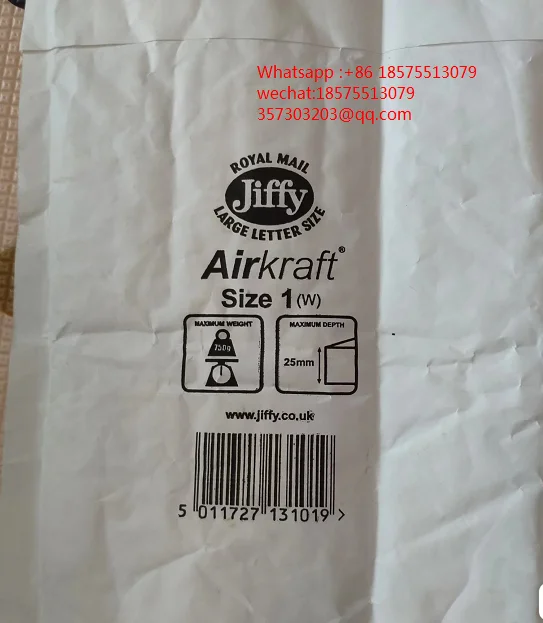 Whatsapp :+86 18575513079
wechat:18575513079
357303203@qq.com
ROYAL MAIL
Jiffy
LARGE LETTER SIZE
Airkraft®
Size 1 (W)
MAXIMUM WEIGHT
750g
MAXIMUM DEPTH
25mm
www.jiffy.co.uk
5 011727 131019 >